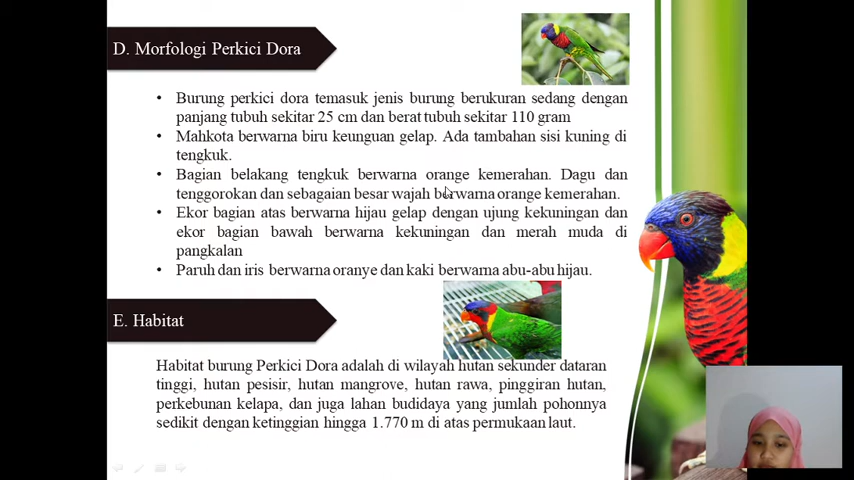 D. Morfologi Perkici Dora
• Burung perkici dora temasuk jenis burung berukuran sedang dengan
panjang tubuh sekitar 25 cm dan berat tubuh sekitar 110 gram
• Mahkota berwarna biru keunguan gelap. Ada tambahan sisi kuning di
tengkuk.
• Bagian belakang tengkuk berwarna orange kemerahan. Dagu dan
tenggorokan dan sebagaian besar wajah berwarna orange kemerahan.
• Ekor bagian atas berwarna hijau gelap dengan ujung kekuningan dan
ekor bagian bawah berwarna kekuningan dan merah muda di
pangkalan
• Paruh dan iris berwarna oranye dan kaki berwarna abu-abu hijau.
E. Habitat
Habitat burung Perkici Dora adalah di wilayah hutan sekunder dataran
tinggi, hutan pesisir, hutan mangrove, hutan rawa, pinggiran hutan,
perkebunan kelapa, dan juga lahan budidaya yang jumlah pohonnya
sedikit dengan ketinggian hingga 1.770 m di atas permukaan laut.